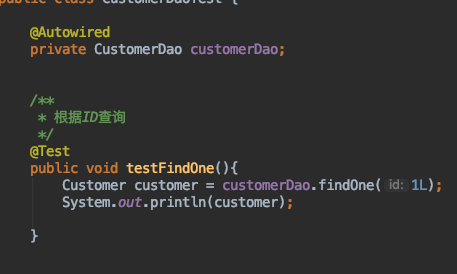 public class CustomerDaoTest {
@Autowired
private CustomerDao customerDao;
/**
* 根据ID查询
*/
@Test
public void testFindOne(){
Customer customer = customerDao.findOne( id: 1L);
System.out.println(customer);
}